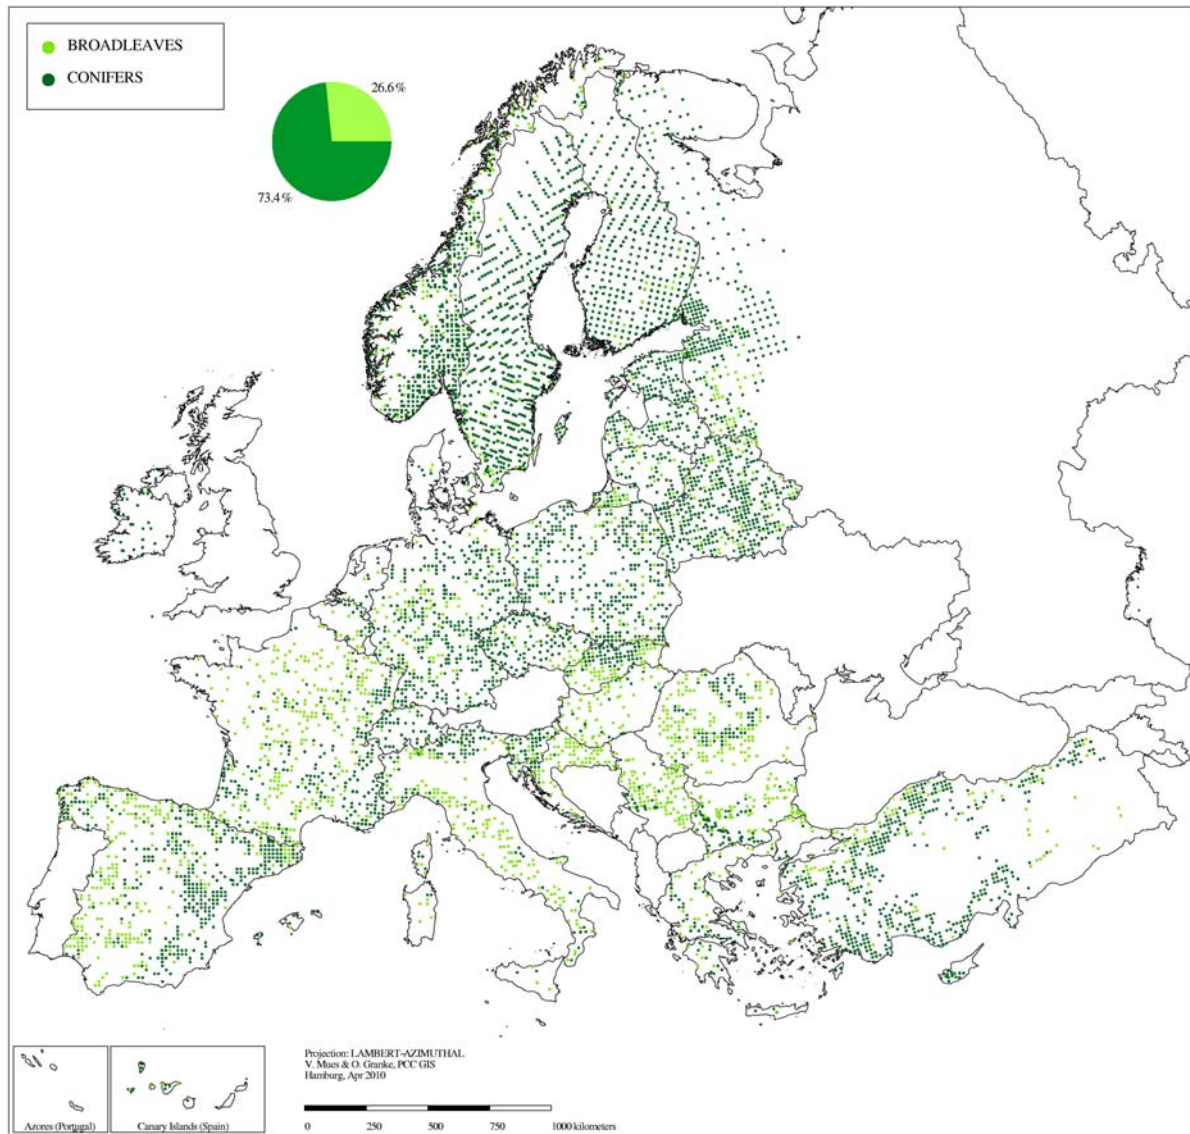 BROADLEAVES
CONIFERS
26.6 %
73.4 %
Projection: LAMBERT-AZIMUTHAL
V. Mues & O. Granke, PCC GIS
Hamburg, Apr 2010
0 250 500 750 1000 kilometers
Azores (Portugal)
Canary Islands (Spain)